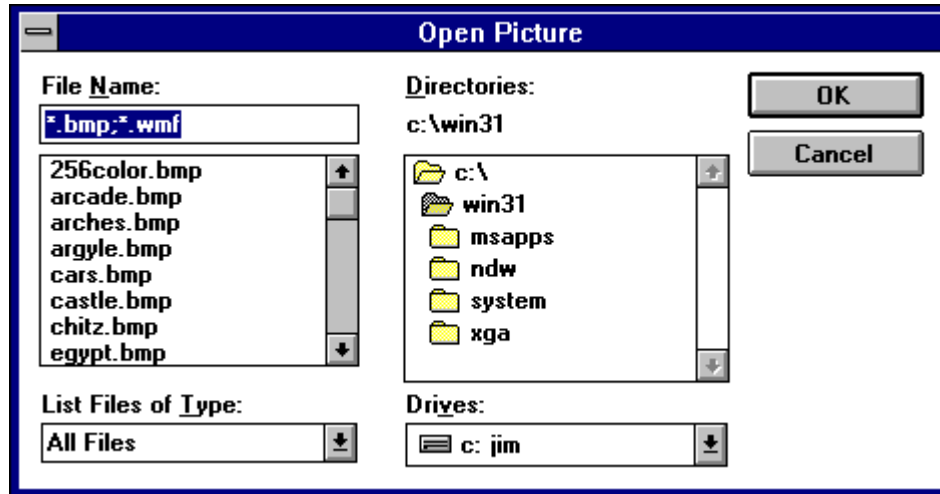 Open Picture
File Name:
*.bmp;*.wmf
256color.bmp
arcade.bmp
arches.bmp
argyle.bmp
cars.bmp
castle.bmp
chitz.bmp
egypt.bmp
List Files of Type:
All Files
Directories:
c:\win31
c:\
win31
msapps
ndw
system
xga
Drives:
c: jim
OK
Cancel